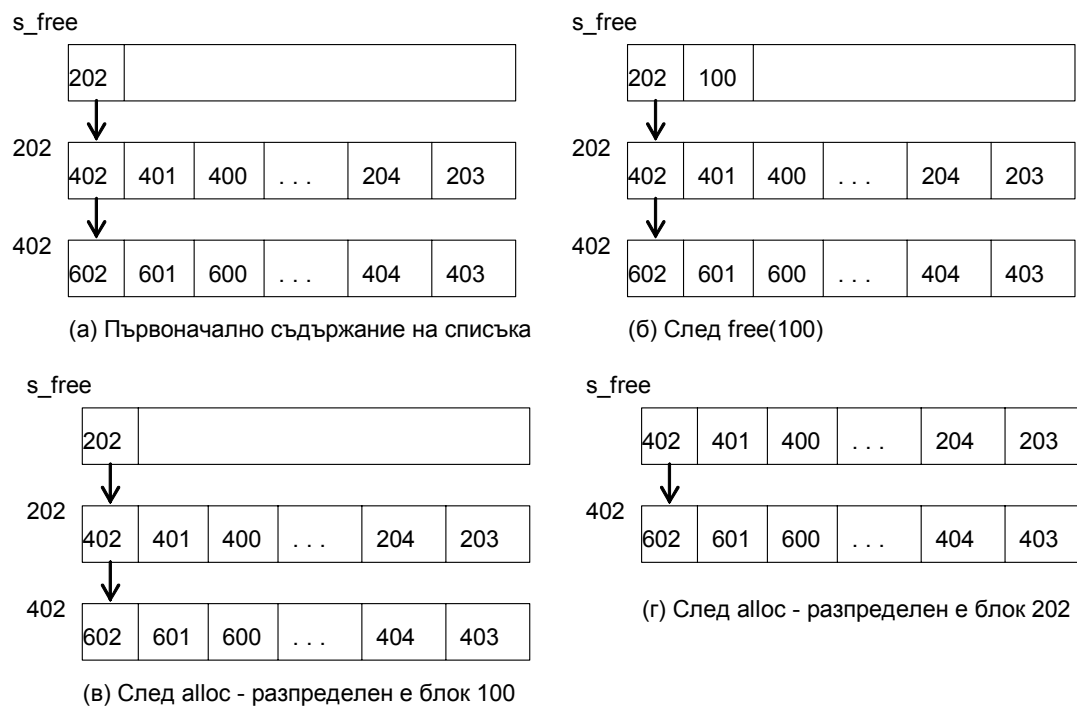 s_free
202
202
402 401 400 . . . 204 203
402
602 601 600 . . . 404 403
(а) Първоначално съдържание на списъка
s_free
202 100
202
402 401 400 . . . 204 203
402
602 601 600 . . . 404 403
(б) След free(100)
s_free
202
202
402 401 400 . . . 204 203
402
602 601 600 . . . 404 403
(в) След alloc - разпределен е блок 100
s_free
402 401 400 . . . 204 203
402
602 601 600 . . . 404 403
(г) След alloc - разпределен е блок 202